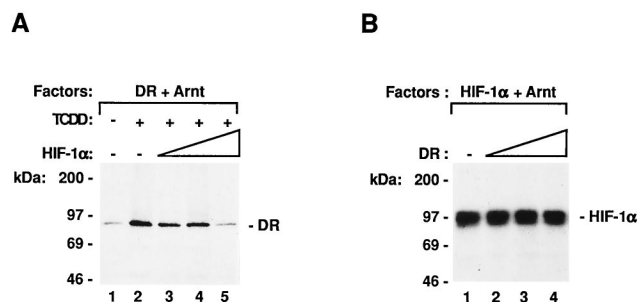 A
Factors: DR + Arnt
TCDD: - + + + +
HIF-1α: - -
kDa:
200 -
97 -
69 -
46 -
- DR
1 2 3 4 5
B
Factors : HIF-1α + Arnt
DR : -
kDa:
200 -
97 -
69 -
46 -
- HIF-1α
1 2 3 4